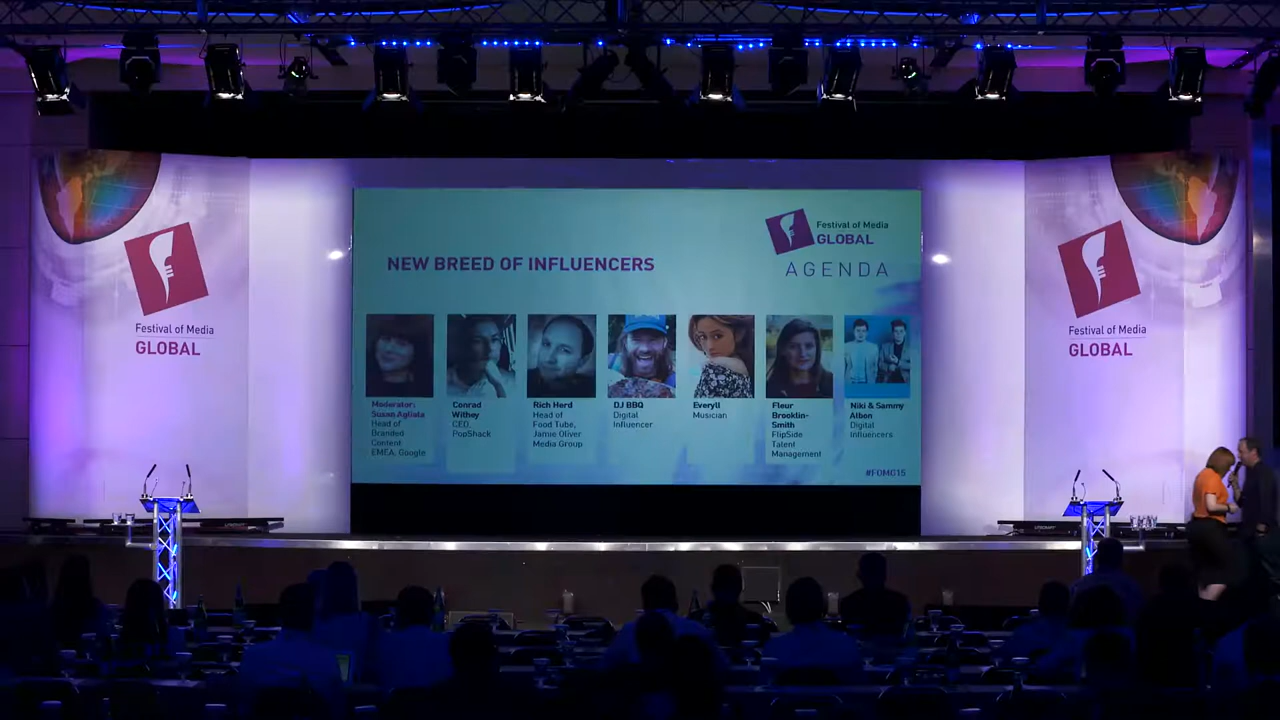 Festival of Media
GLOBAL
AGENDA
NEW BREED OF INFLUENCERS
Moderator:
Susan Agliata
Head of
Branded
Content
EMEA, Google
Conrad
Withey
CEO,
PopShack
Rich Herd
Head of
Food Tube,
Jamie Oliver
Media Group
DJ BBQ
Digital
Influencer
Everyll
Musician
Fleur
Brooklin-
Smith
FlipSide
Talent
Management
Niki & Sammy
Albon
Digital
Influencers
#FOMG15
Festival of Media
GLOBAL
Festival of Media
GLOBAL